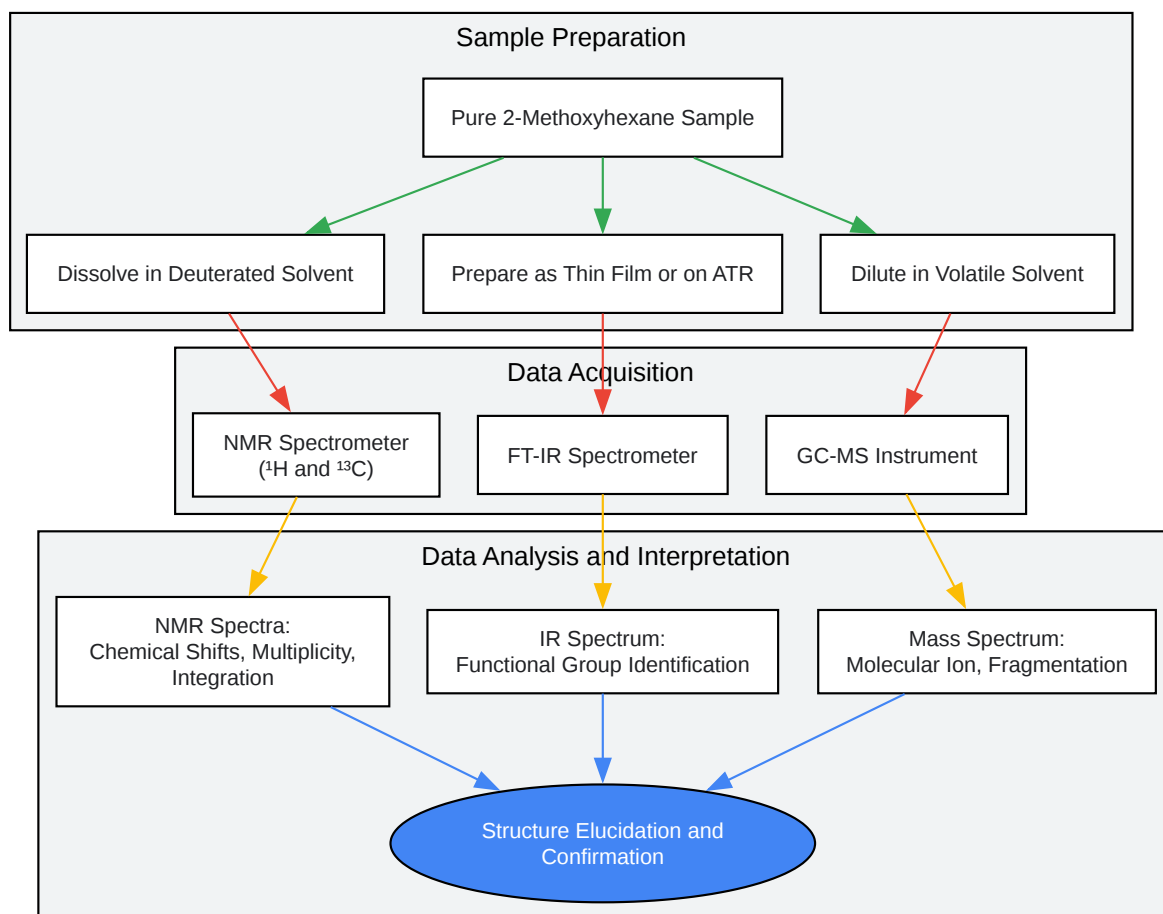 Sample Preparation
Pure 2-Methoxyhexane Sample
Dissolve in Deuterated Solvent
Prepare as Thin Film or on ATR
Dilute in Volatile Solvent
Data Acquisition
NMR Spectrometer
(¹H and ¹³C)
FT-IR Spectrometer
GC-MS Instrument
Data Analysis and Interpretation
NMR Spectra:
Chemical Shifts, Multiplicity,
Integration
IR Spectrum:
Functional Group Identification
Mass Spectrum:
Molecular Ion, Fragmentation
Structure Elucidation and
Confirmation